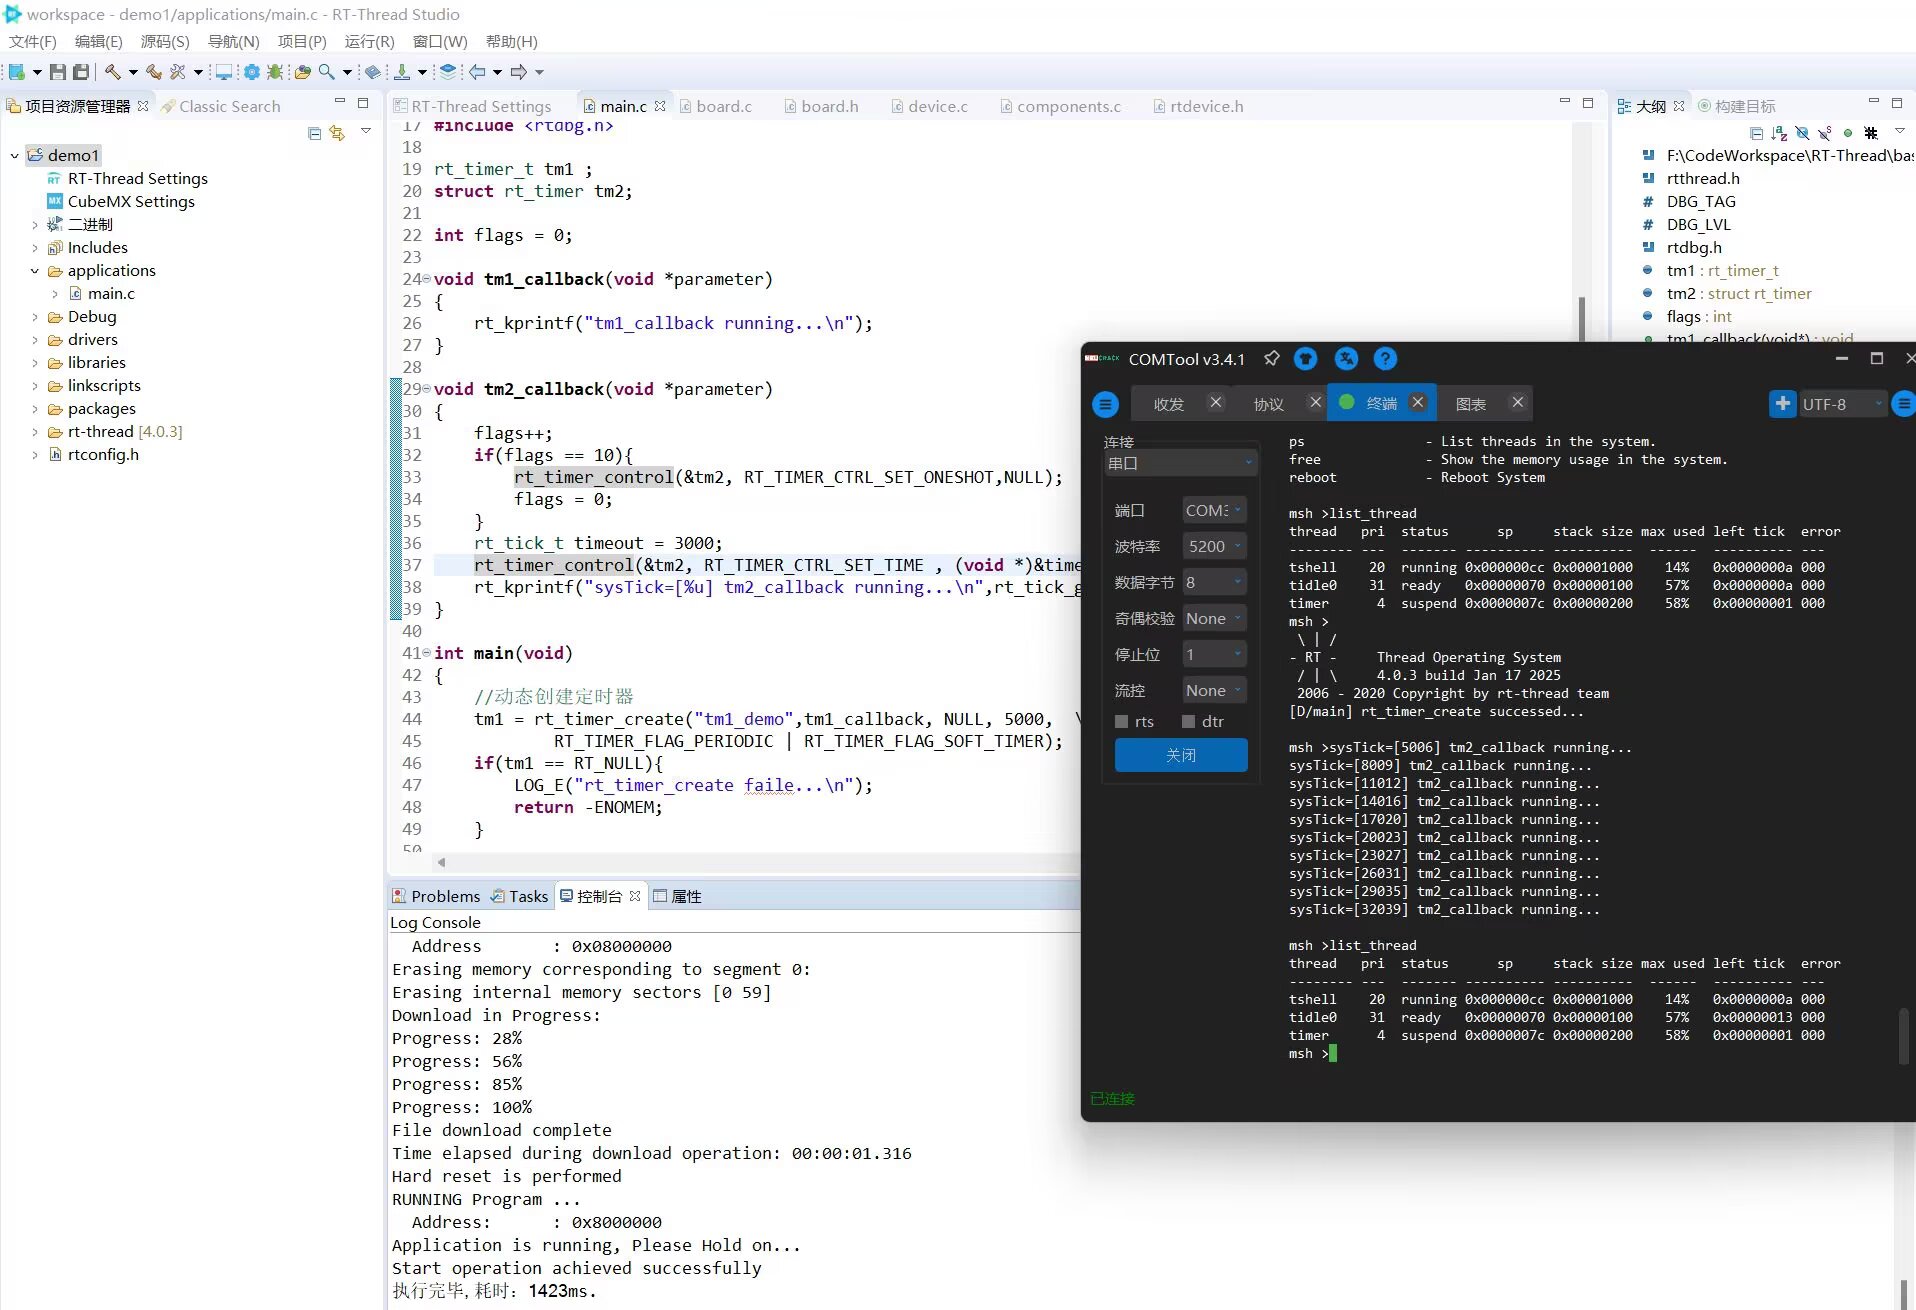 workspace - demo1/applications/main.c - RT-Thread Studio
文件(F) 编辑(E) 源码(S) 导航(N) 项目(P) 运行(R) 窗口(W) 帮助(H)
项目资源管理器 Classic Search
demo1
RT-Thread Settings
CubeMX Settings
二进制
Includes
applications
main.c
Debug
drivers
libraries
linkscripts
packages
rt-thread [4.0.3]
rtconfig.h
RT-Thread Settings main.c board.c board.h device.c components.c rtdevice.h
17 #include <rtdbg.h>
18
19 rt_timer_t tm1 ;
20 struct rt_timer tm2;
21
22 int flags = 0;
23
24 void tm1_callback(void *parameter)
25 {
26 rt_kprintf("tm1_callback running...\n");
27 }
28
29 void tm2_callback(void *parameter)
30 {
31 flags++;
32 if(flags == 10){
33 rt_timer_control(&tm2, RT_TIMER_CTRL_SET_ONESHOT,NULL);
34 flags = 0;
35 }
36 rt_tick_t timeout = 3000;
37 rt_timer_control(&tm2, RT_TIMER_CTRL_SET_TIME , (void *)&time
38 rt_kprintf("sysTick=[%u] tm2_callback running...\n",rt_tick_g
39 }
40
41 int main(void)
42 {
43 //动态创建定时器
44 tm1 = rt_timer_create("tm1_demo",tm1_callback, NULL, 5000, \
45 RT_TIMER_FLAG_PERIODIC | RT_TIMER_FLAG_SOFT_TIMER);
46 if(tm1 == RT_NULL){
47 LOG_E("rt_timer_create faile...\n");
48 return -ENOMEM;
49 }
50
大纲 构建目标
F:\CodeWorkspace\RT-Thread\bas
rtthread.h
DBG_TAG
DBG_LVL
rtdbg.h
tm1 : rt_timer_t
tm2 : struct rt_timer
flags : int
tm1_callback(void*) : void
Problems Tasks 控制台 属性
Log Console
Address : 0x08000000
Erasing memory corresponding to segment 0:
Erasing internal memory sectors [0 59]
Download in Progress:
Progress: 28%
Progress: 56%
Progress: 85%
Progress: 100%
File download complete
Time elapsed during download operation: 00:00:01.316
Hard reset is performed
RUNNING Program ...
Address: : 0x8000000
Application is running, Please Hold on...
Start operation achieved successfully
执行完毕,耗时：1423ms.
COMTool v3.4.1
收发 协议 终端 图表 UTF-8
连接
串口
端口 COM3
波特率 5200
数据字节 8
奇偶校验 None
停止位 1
流控 None
rts dtr
关闭
已连接
ps - List threads in the system.
free - Show the memory usage in the system.
reboot - Reboot System
msh >list_thread
thread pri status sp stack size max used left tick error
-------- --- ------- ---------- ---------- ------ ---------- ---
tshell 20 running 0x000000cc 0x00001000 14% 0x0000000a 000
tidle0 31 ready 0x00000070 0x00000100 57% 0x0000000a 000
timer 4 suspend 0x0000007c 0x00000200 58% 0x00000001 000
msh >
\ | /
- RT - Thread Operating System
/ | \ 4.0.3 build Jan 17 2025
2006 - 2020 Copyright by rt-thread team
[D/main] rt_timer_create successed...
msh >sysTick=[5006] tm2_callback running...
sysTick=[8009] tm2_callback running...
sysTick=[11012] tm2_callback running...
sysTick=[14016] tm2_callback running...
sysTick=[17020] tm2_callback running...
sysTick=[20023] tm2_callback running...
sysTick=[23027] tm2_callback running...
sysTick=[26031] tm2_callback running...
sysTick=[29035] tm2_callback running...
sysTick=[32039] tm2_callback running...
msh >list_thread
thread pri status sp stack size max used left tick error
-------- --- ------- ---------- ---------- ------ ---------- ---
tshell 20 running 0x000000cc 0x00001000 14% 0x0000000a 000
tidle0 31 ready 0x00000070 0x00000100 57% 0x00000013 000
timer 4 suspend 0x0000007c 0x00000200 58% 0x00000001 000
msh >